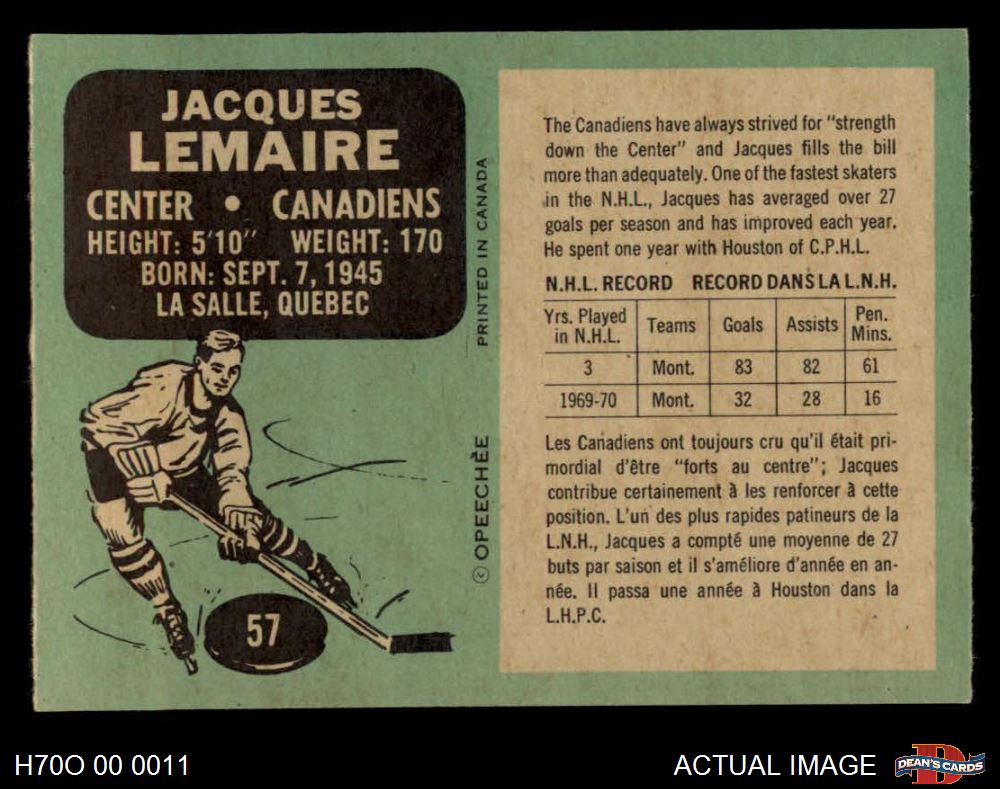 JACQUES
LEMAIRE
CENTER • CANADIENS
HEIGHT: 5'10" WEIGHT: 170
BORN: SEPT. 7, 1945
LA SALLE, QUEBEC
57
PRINTED IN CANADA
© OPEECHÈE
The Canadiens have always strived for "strength
down the Center" and Jacques fills the bill
more than adequately. One of the fastest skaters
in the N.H.L., Jacques has averaged over 27
goals per season and has improved each year.
He spent one year with Houston of C.P.H.L.
N.H.L. RECORD RECORD DANS LA L.N.H.
Yrs. Played in N.H.L. Teams Goals Assists Pen. Mins.
3 Mont. 83 82 61
1969-70 Mont. 32 28 16
Les Canadiens ont toujours cru qu'il était pri-
mordial d'être "forts au centre"; Jacques
contribue certainement à les renforcer à cette
position. L'un des plus rapides patineurs de la
L.N.H., Jacques a compté une moyenne de 27
buts par saison et il s'améliore d'année en an-
née. Il passa une année à Houston dans la
L.H.P.C.
H70O 00 0011
ACTUAL IMAGE
D
DEAN'S CARDS